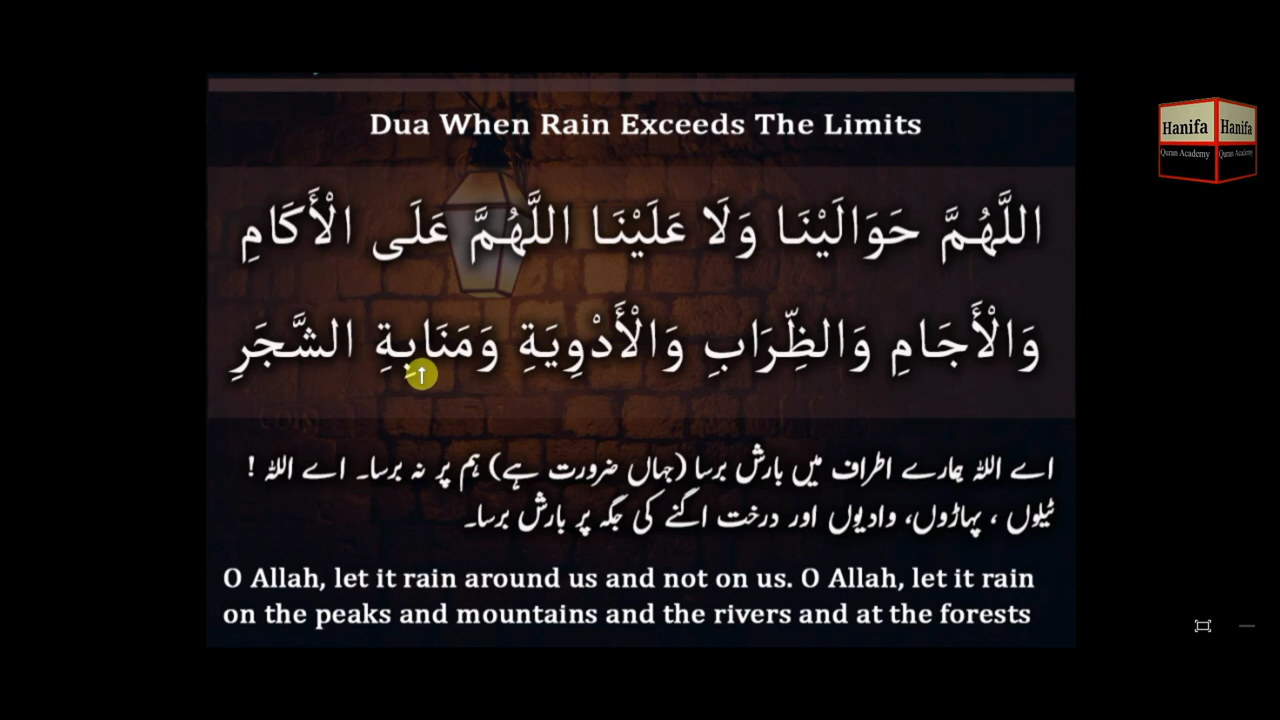 Dua When Rain Exceeds The Limits
اللَّهُمَّ حَوَالَيْنَا وَلَا عَلَيْنَا اللَّهُمَّ عَلَى الْأَكَامِ
وَالْأَجَامِ وَالظِّرَابِ وَالْأَدْوِيَةِ وَمَنَابِةِ الشَّجَرِ
اے اللہ ہمارے اطراف میں بارش برسا (جہاں ضرورت ہے) ہم پر نہ برسا۔ اے اللہ !
ٹیلوں ، پہاڑوں، وادیوں اور درخت اگنے کی جگہ پر بارش برسا۔
O Allah, let it rain around us and not on us. O Allah, let it rain
on the peaks and mountains and the rivers and at the forests
Hanifa Hanifa
Quran Academy Quran Academy